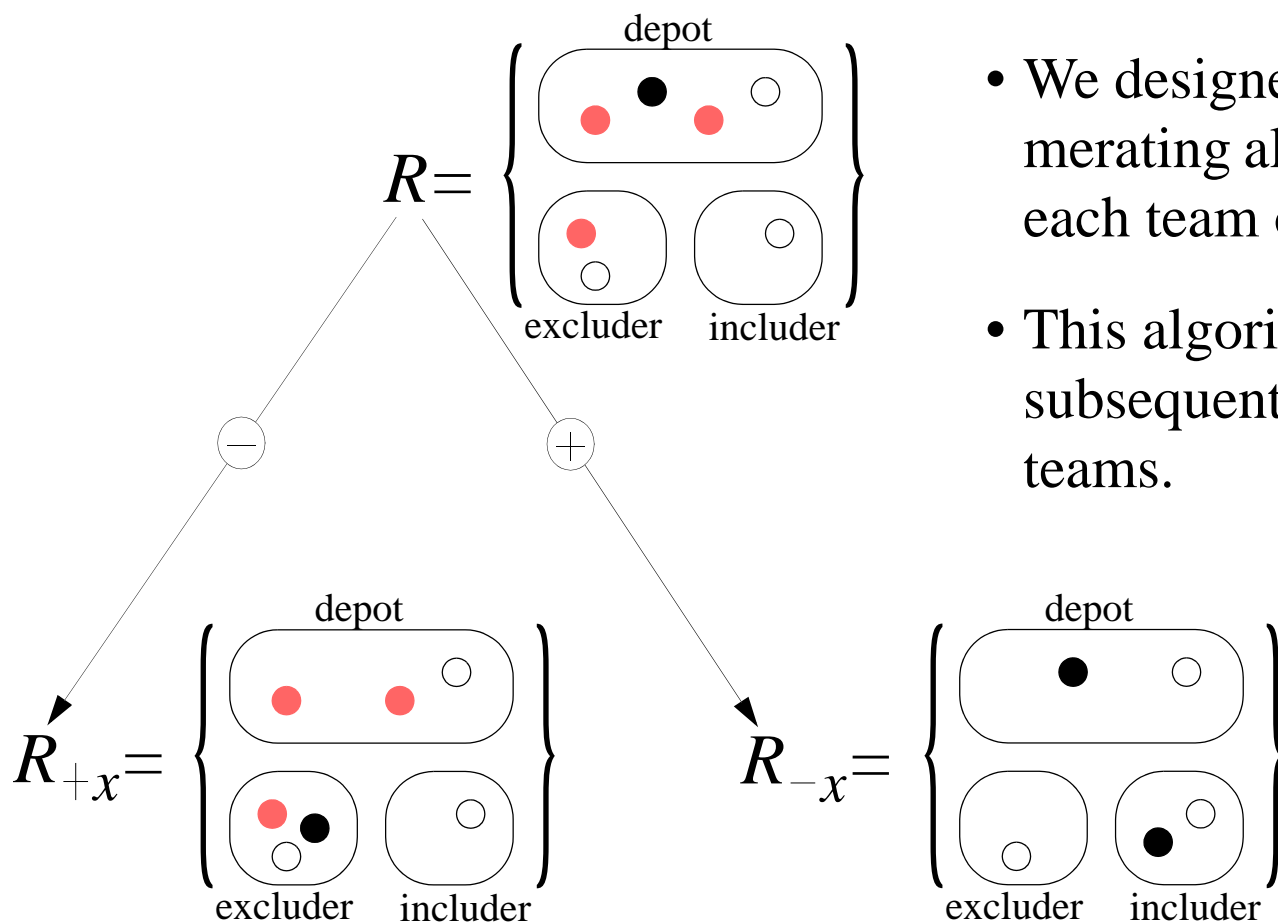 depot
R=
excluder includer
• We designe
merating al
each team
• This algori
subsequent
teams.
−
+
depot
R+x=
excluder includer
depot
R−x=
excluder includer